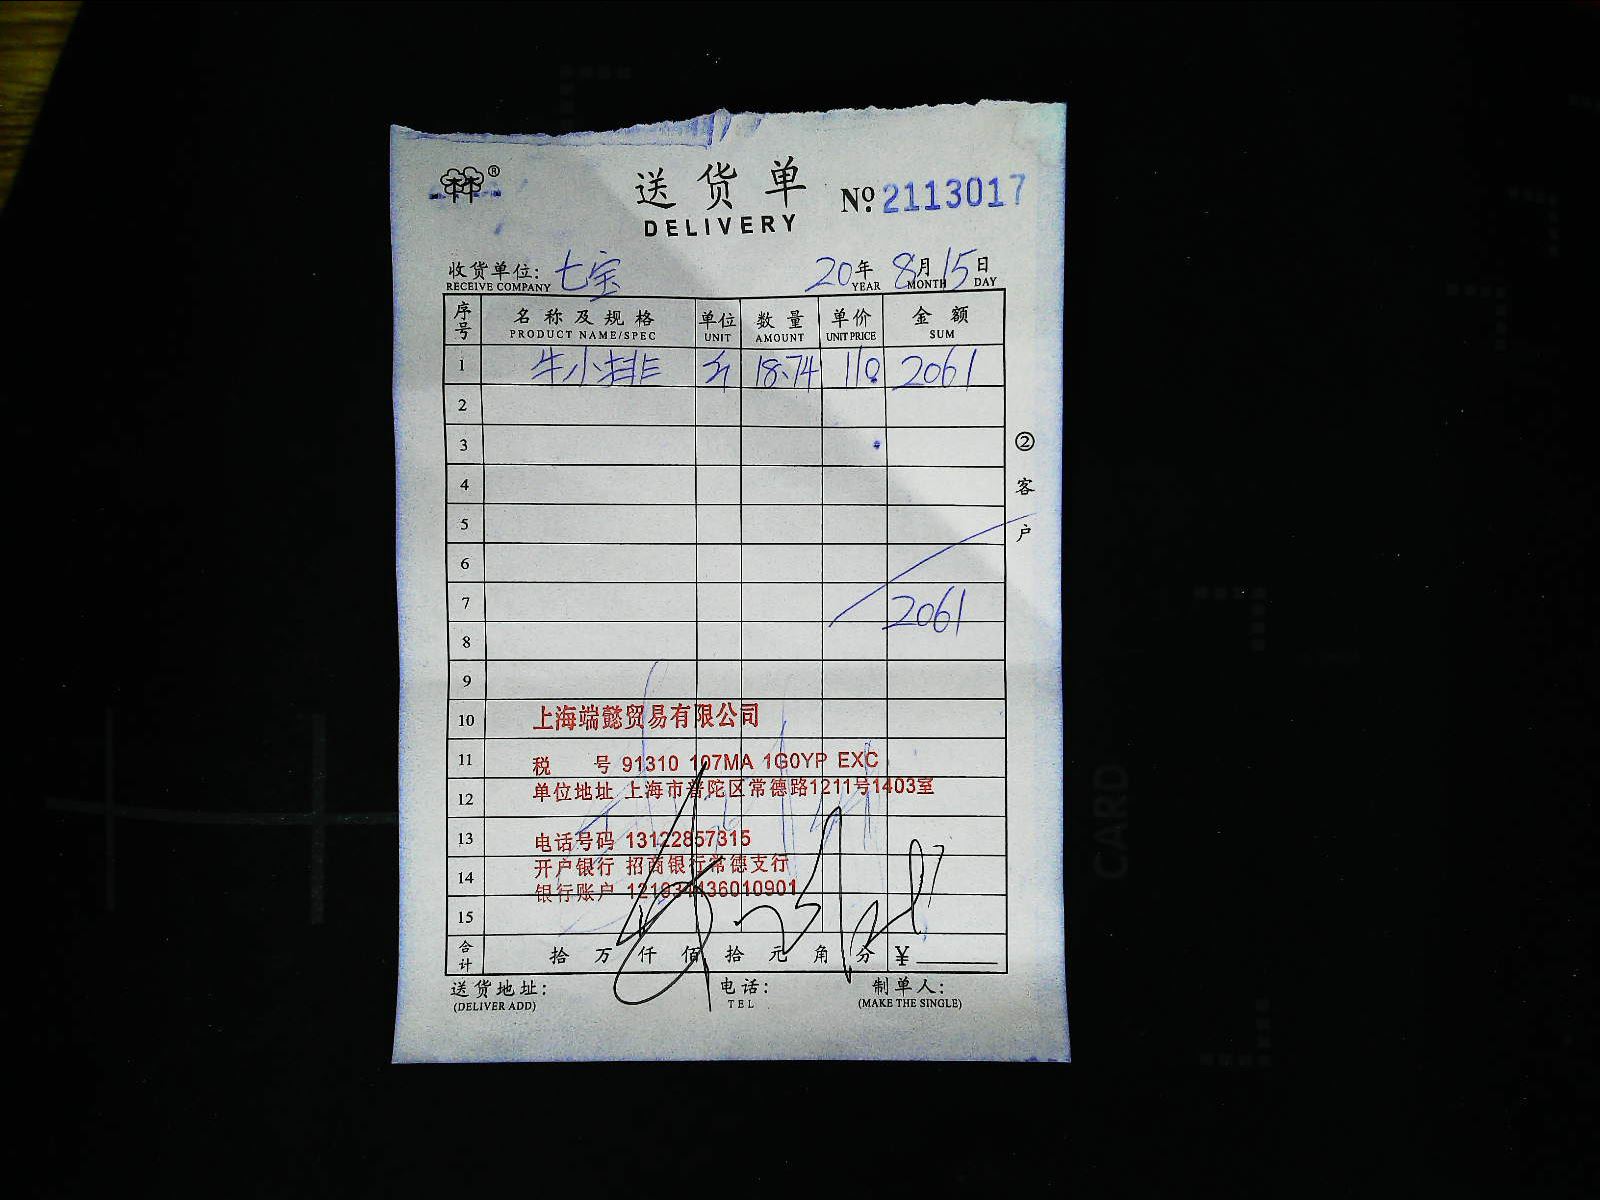 送货单 №2113017
DELIVERY
收货单位: 七宝 20年 8月 15日
RECEIVE COMPANY YEAR MONTH DAY
序号 名称及规格 单位 数量 单价 金额
PRODUCT NAME/SPEC UNIT AMOUNT UNIT PRICE SUM
1 牛小排 18.74 110 2061
2
3
4
5
6
7 2061
8
9
10 上海端懿贸易有限公司
11 税 号 91310 107MA 1G0YP EXC
12 单位地址 上海市普陀区常德路1211号1403室
13 电话号码 13122857315
14 开户银行 招商银行常德支行
银行账户
15
合计 拾 万 仟 佰 拾 元 角 分 ¥
送货地址: 电话: 制单人:
(DELIVER ADD) TEL (MAKE THE SINGLE)
② 客户
CARD